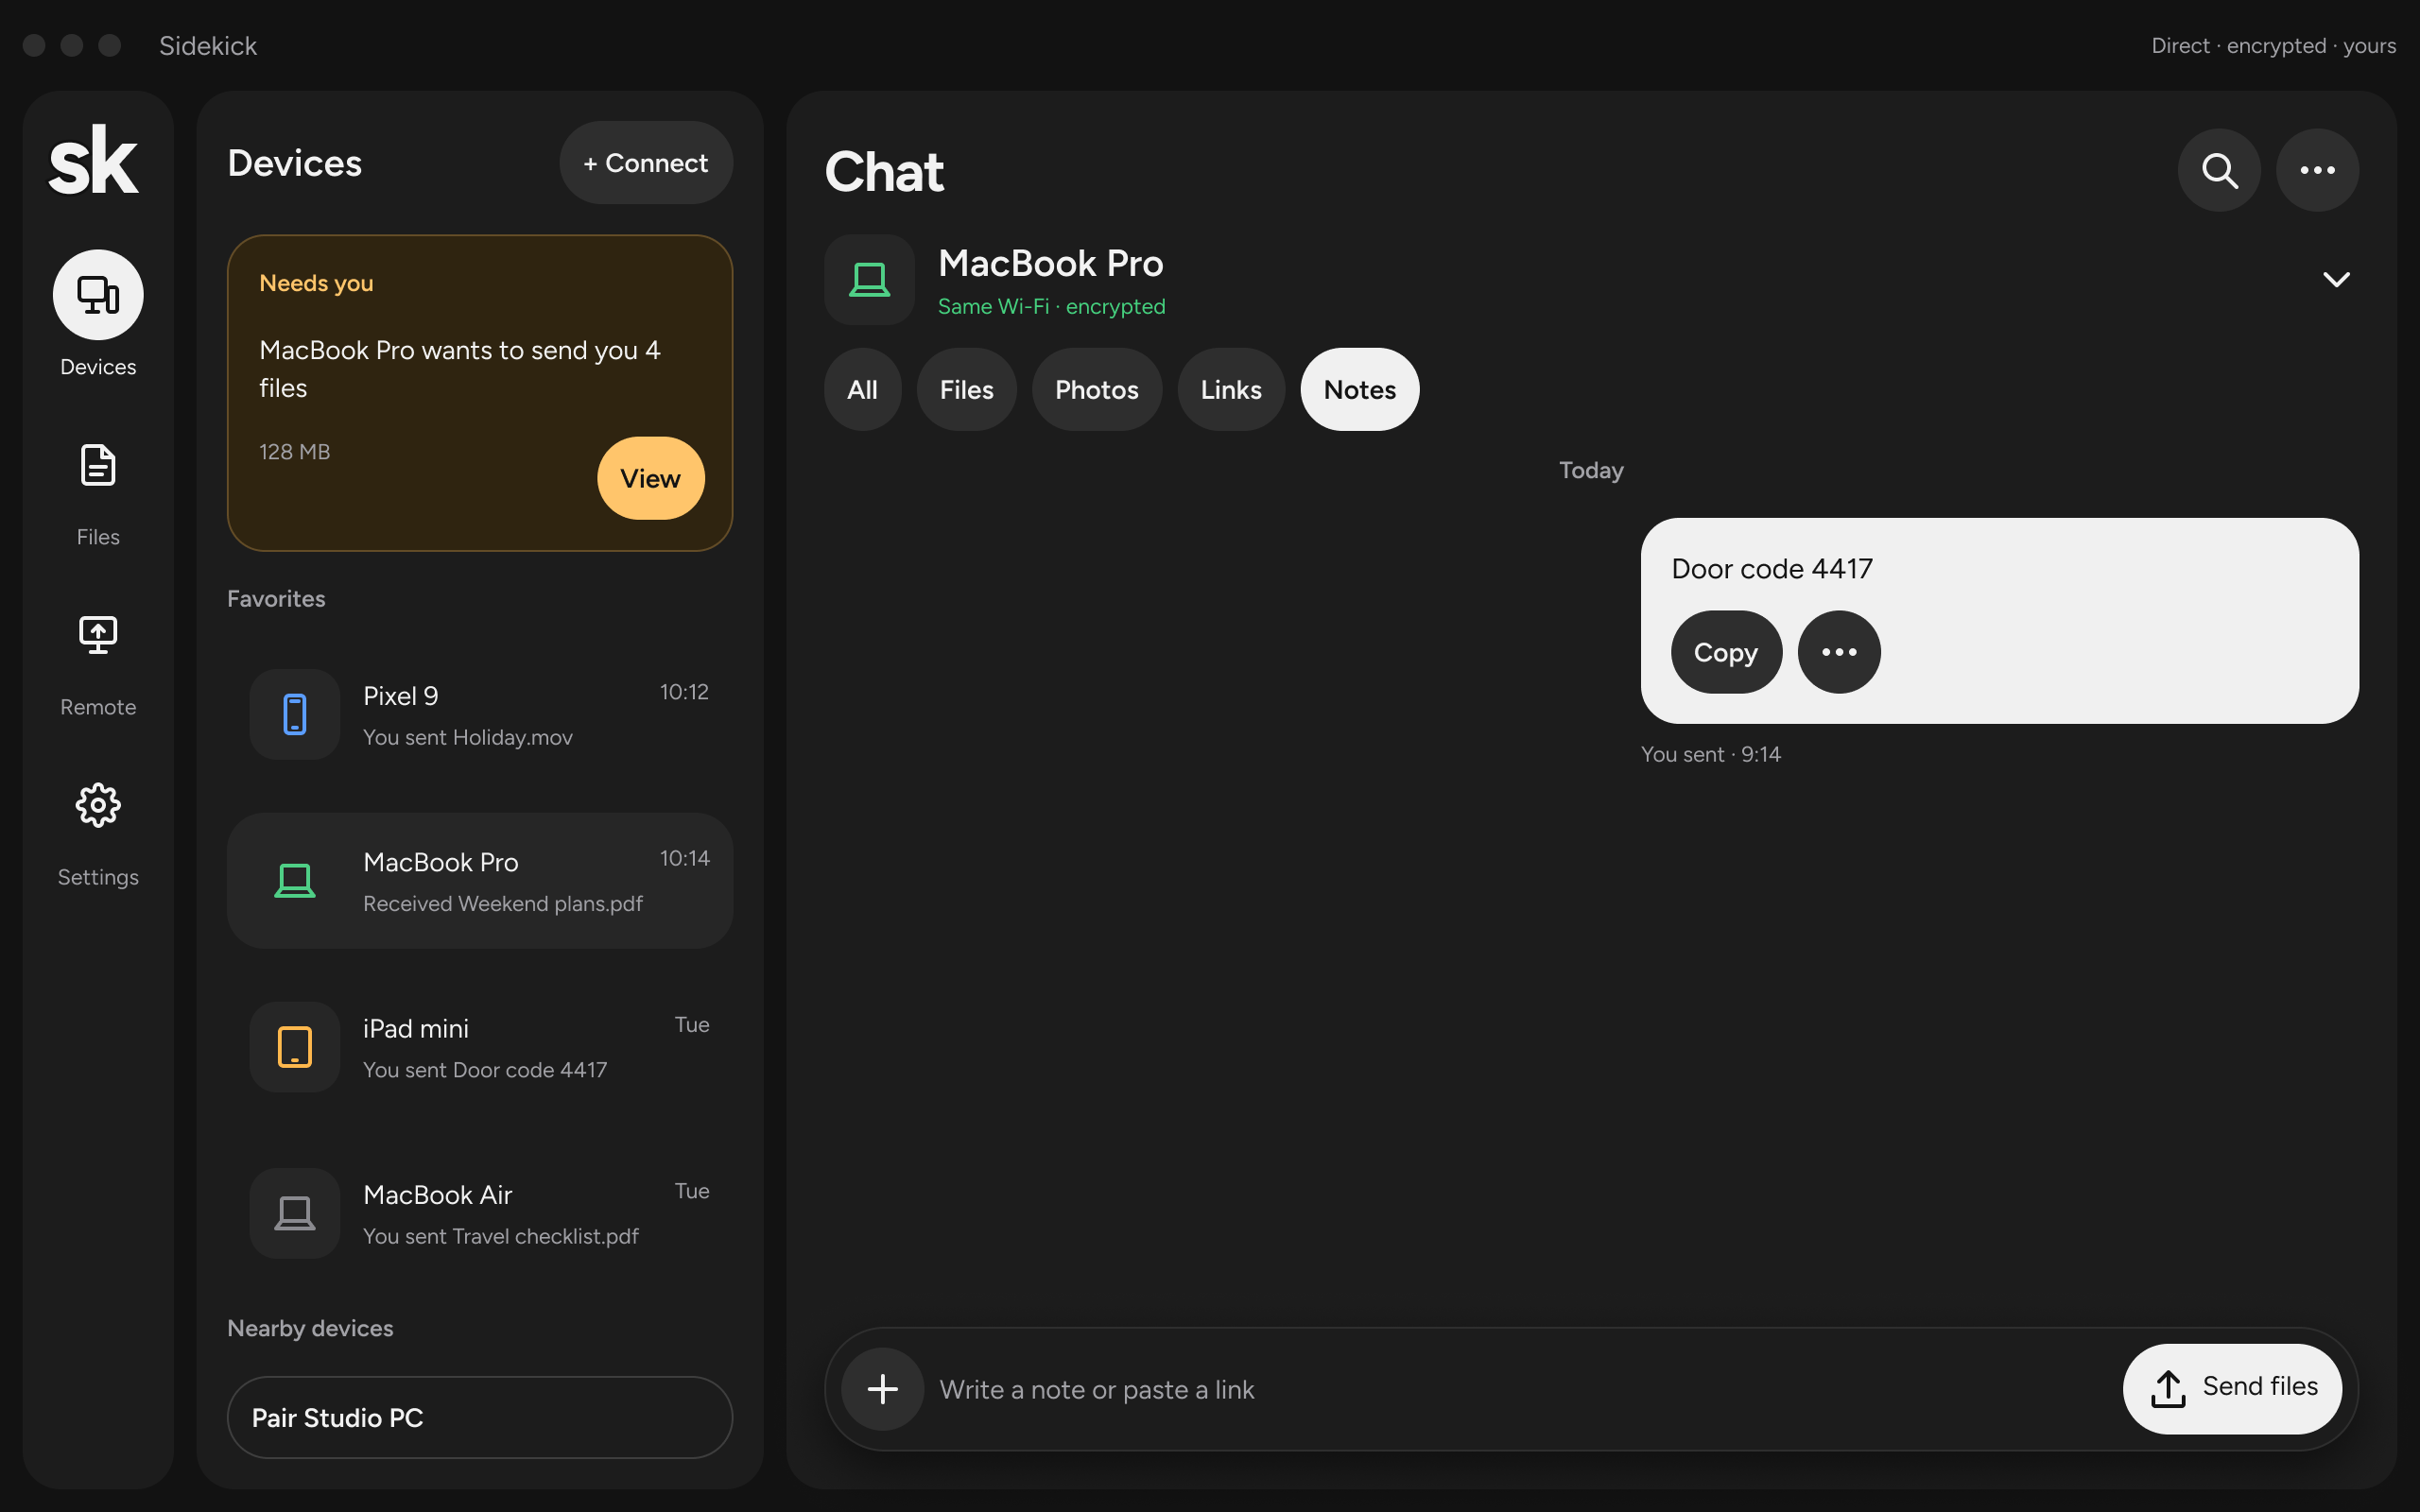 Sidekick
Direct · encrypted · yours
sk
Devices
Files
Remote
Settings
Devices
+ Connect
Needs you
MacBook Pro wants to send you 4
files
128 MB
View
Favorites
Pixel 9
10:12
You sent Holiday.mov
MacBook Pro
10:14
Received Weekend plans.pdf
iPad mini
Tue
You sent Door code 4417
MacBook Air
Tue
You sent Travel checklist.pdf
Nearby devices
Pair Studio PC
Chat
MacBook Pro
Same Wi-Fi · encrypted
All
Files
Photos
Links
Notes
Today
Door code 4417
Copy
You sent · 9:14
Write a note or paste a link
Send files